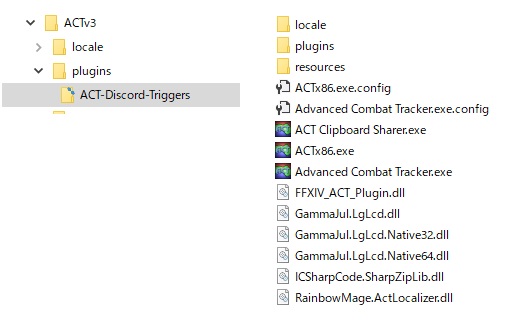 ACTv3
locale
plugins
ACT-Discord-Triggers
locale
plugins
resources
ACTx86.exe.config
Advanced Combat Tracker.exe.config
ACT Clipboard Sharer.exe
ACTx86.exe
Advanced Combat Tracker.exe
FFXIV_ACT_Plugin.dll
GammaJul.LgLcd.dll
GammaJul.LgLcd.Native32.dll
GammaJul.LgLcd.Native64.dll
ICSharpCode.SharpZipLib.dll
RainbowMage.ActLocalizer.dll